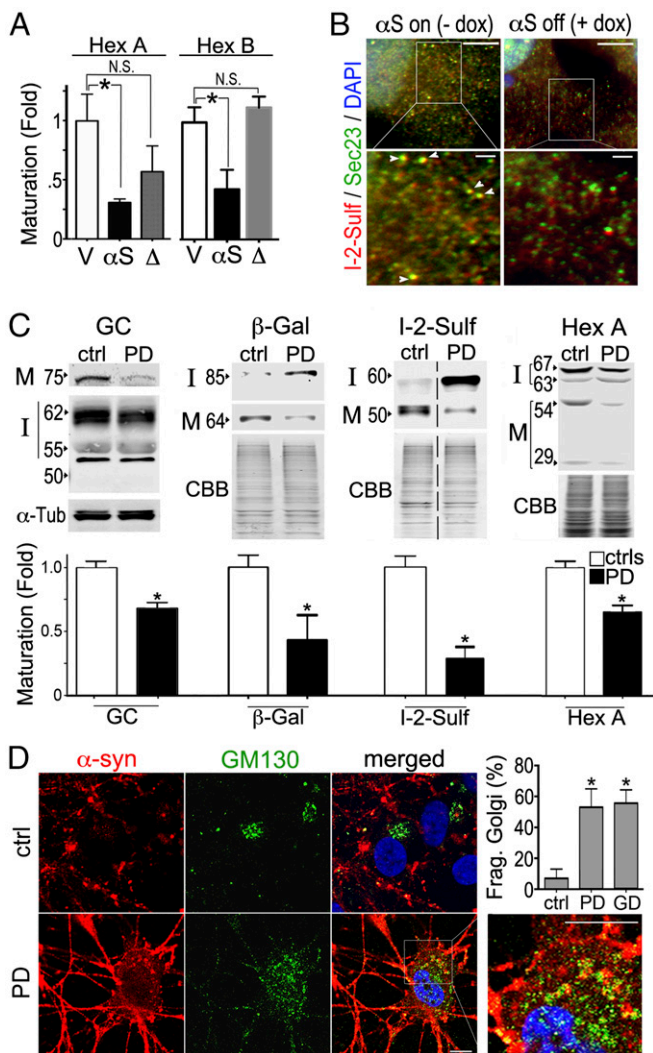 A
Hex A
Hex B
N.S.
*
N.S.
*
Maturation (Fold)
1
.5
0
V αS Δ
V αS Δ
B
αS on (- dox)
αS off (+ dox)
I-2-Sulf / Sec23 / DAPI
C
GC
ctrl PD
M 75
I
62
55
50
α-Tub
β-Gal
ctrl PD
I 85
M 64
CBB
I-2-Sulf
ctrl PD
I 60
M 50
CBB
Hex A
ctrl PD
I
67
63
M
54
29
CBB
Maturation (Fold)
1.0
0.5
0
* * * *
ctrls
PD
GC
β-Gal
I-2-Sulf
Hex A
D
α-syn
GM130
merged
ctrl
PD
Frag. Golgi (%)
80
60
40
20
0
* *
ctrl PD GD